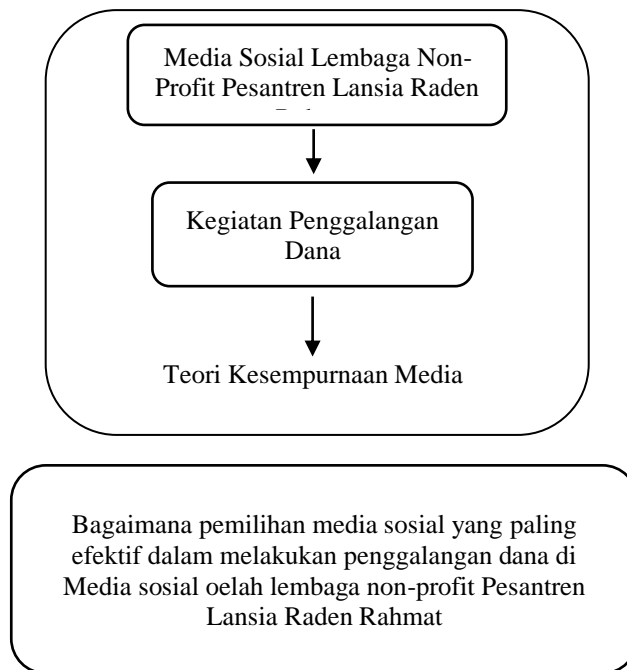 Media Sosial Lembaga Non-
Profit Pesantren Lansia Raden
Kegiatan Penggalangan
Dana
Teori Kesempurnaan Media
Bagaimana pemilihan media sosial yang paling
efektif dalam melakukan penggalangan dana di
Media sosial oelah lembaga non-profit Pesantren
Lansia Raden Rahmat